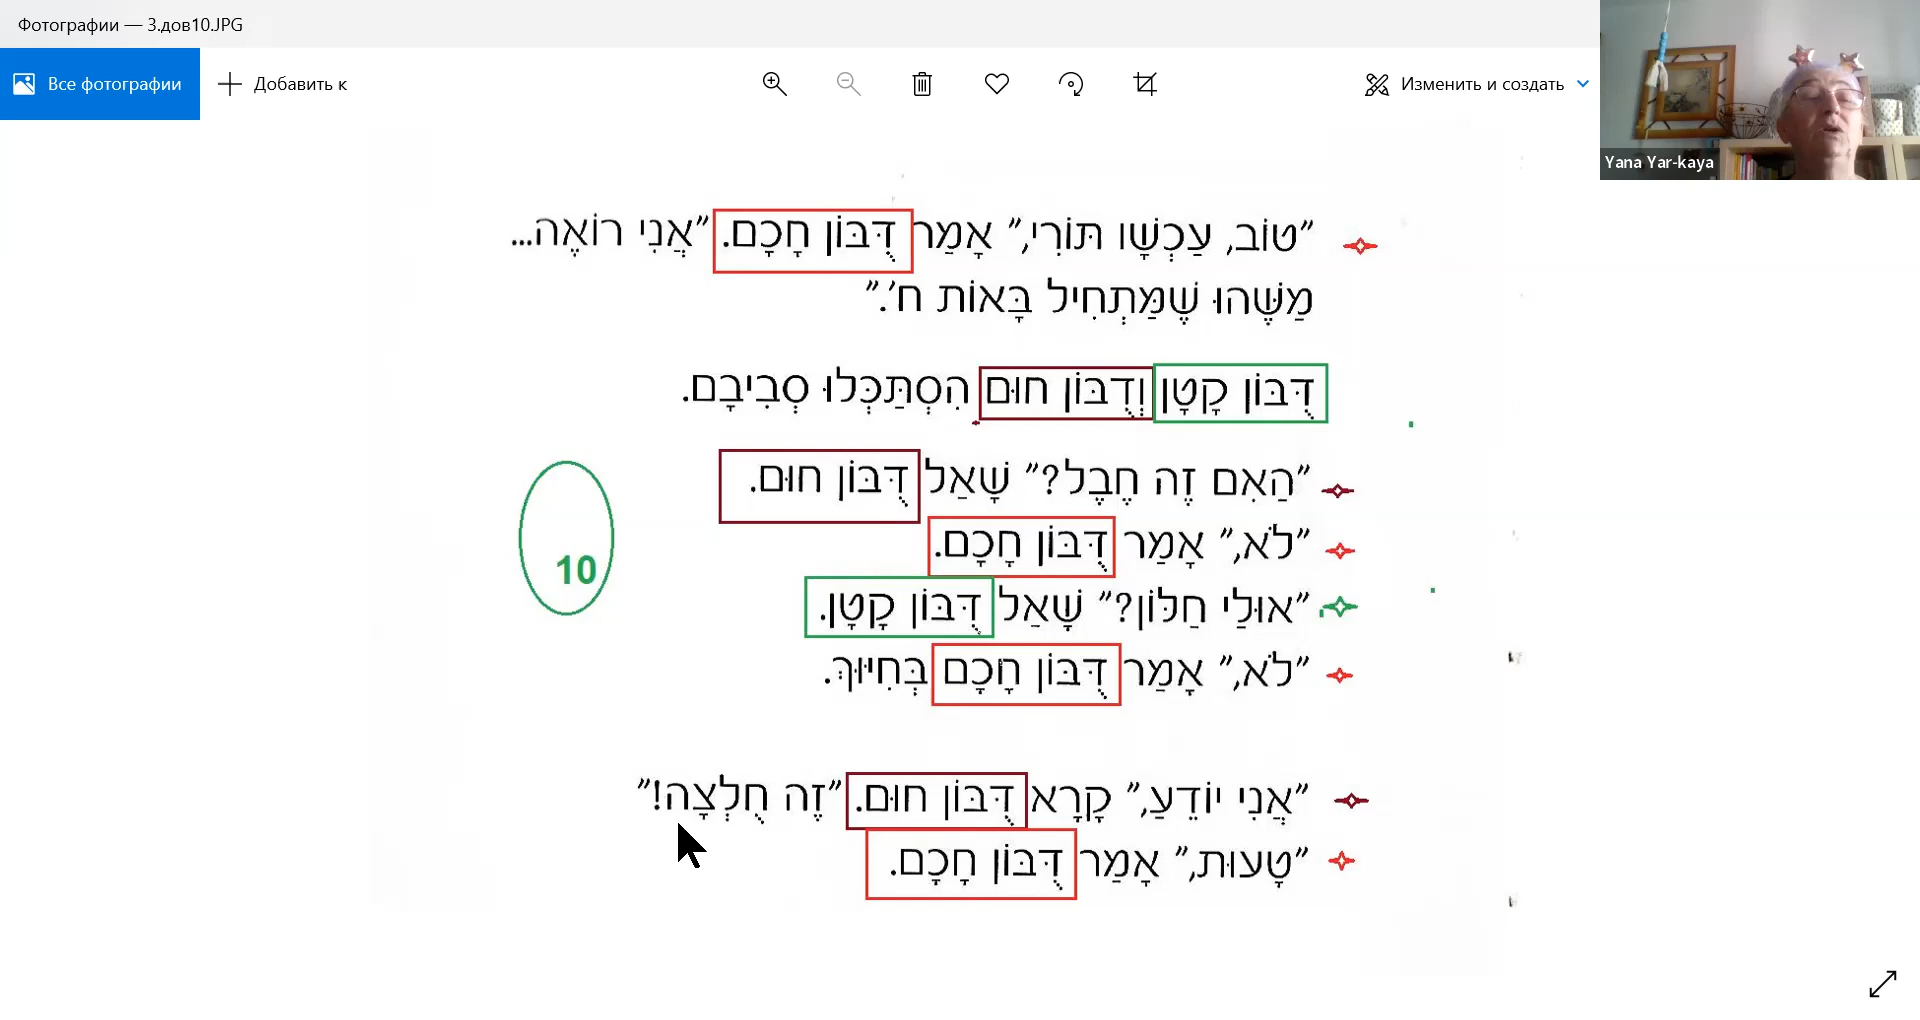 Фотографии — 3.дов10.JPG
Все фотографии
Добавить к
Изменить и создать
Yana Yar-kaya
"טוֹב, עַכְשָׁו תּוֹרִי," אָמַר דֻּבּוֹן חָכָם. "אֲנִי רוֹאֶה...
מַשֶּׁהוּ שֶׁמַּתְחִיל בָּאוֹת ח'."
דֻּבּוֹן קָטָן וְדֻבּוֹן חוּם הִסְתַּכְּלוּ סְבִיבָם.
"הַאִם זֶה חֶבֶל?" שָׁאַל דֻּבּוֹן חוּם.
"לֹא," אָמַר דֻּבּוֹן חָכָם.
10
"אוּלַי חַלּוֹן?" שָׁאַל דֻּבּוֹן קָטָן.
"לֹא," אָמַר דֻּבּוֹן חָכָם בְּחִיּוּךְ.
"אֲנִי יוֹדֵעַ," קָרָא דֻּבּוֹן חוּם. "זֶה חֻלְצָה!"
"טָעוּת," אָמַר דֻּבּוֹן חָכָם.